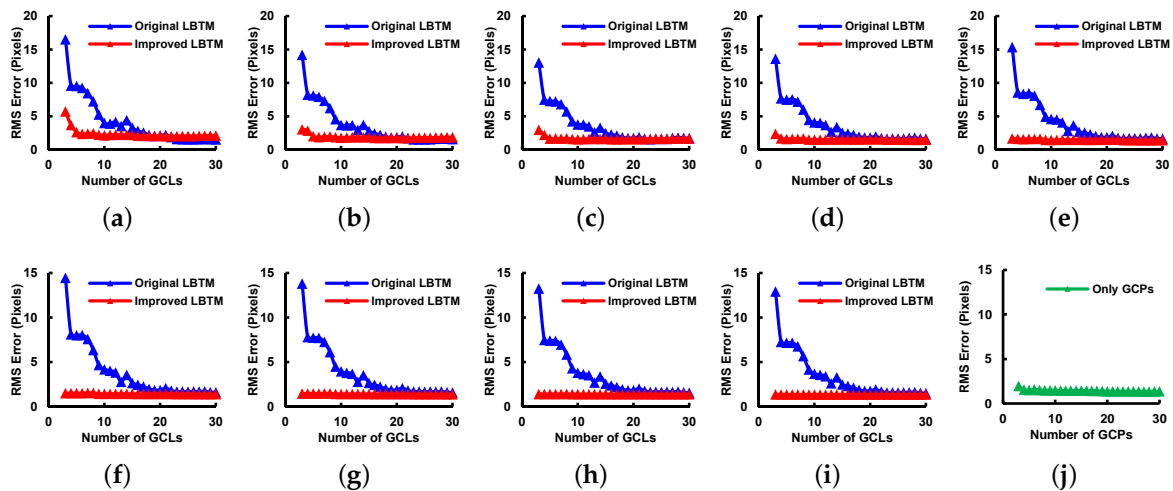 20
15
10
5
0
0 10 20 30
RMS Error (Pixels)
Number of GCLs
Original LBTM
Improved LBTM
(a)
20
15
10
5
0
0 10 20 30
RMS Error (Pixels)
Number of GCLs
Original LBTM
Improved LBTM
(b)
20
15
10
5
0
0 10 20 30
RMS Error (Pixels)
Number of GCLs
Original LBTM
Improved LBTM
(c)
20
15
10
5
0
0 10 20 30
RMS Error (Pixels)
Number of GCLs
Original LBTM
Improved LBTM
(d)
20
15
10
5
0
0 10 20 30
RMS Error (Pixels)
Number of GCLs
Original LBTM
Improved LBTM
(e)
15
10
5
0
0 10 20 30
RMS Error (Pixels)
Number of GCLs
Original LBTM
Improved LBTM
(f)
15
10
5
0
0 10 20 30
RMS Error (Pixels)
Number of GCLs
Original LBTM
Improved LBTM
(g)
15
10
5
0
0 10 20 30
RMS Error (Pixels)
Number of GCLs
Original LBTM
Improved LBTM
(h)
15
10
5
0
0 10 20 30
RMS Error (Pixels)
Number of GCLs
Original LBTM
Improved LBTM
(i)
15
10
5
0
0 10 20 30
RMS Error (Pixels)
Number of GCPs
Only GCPs
(j)